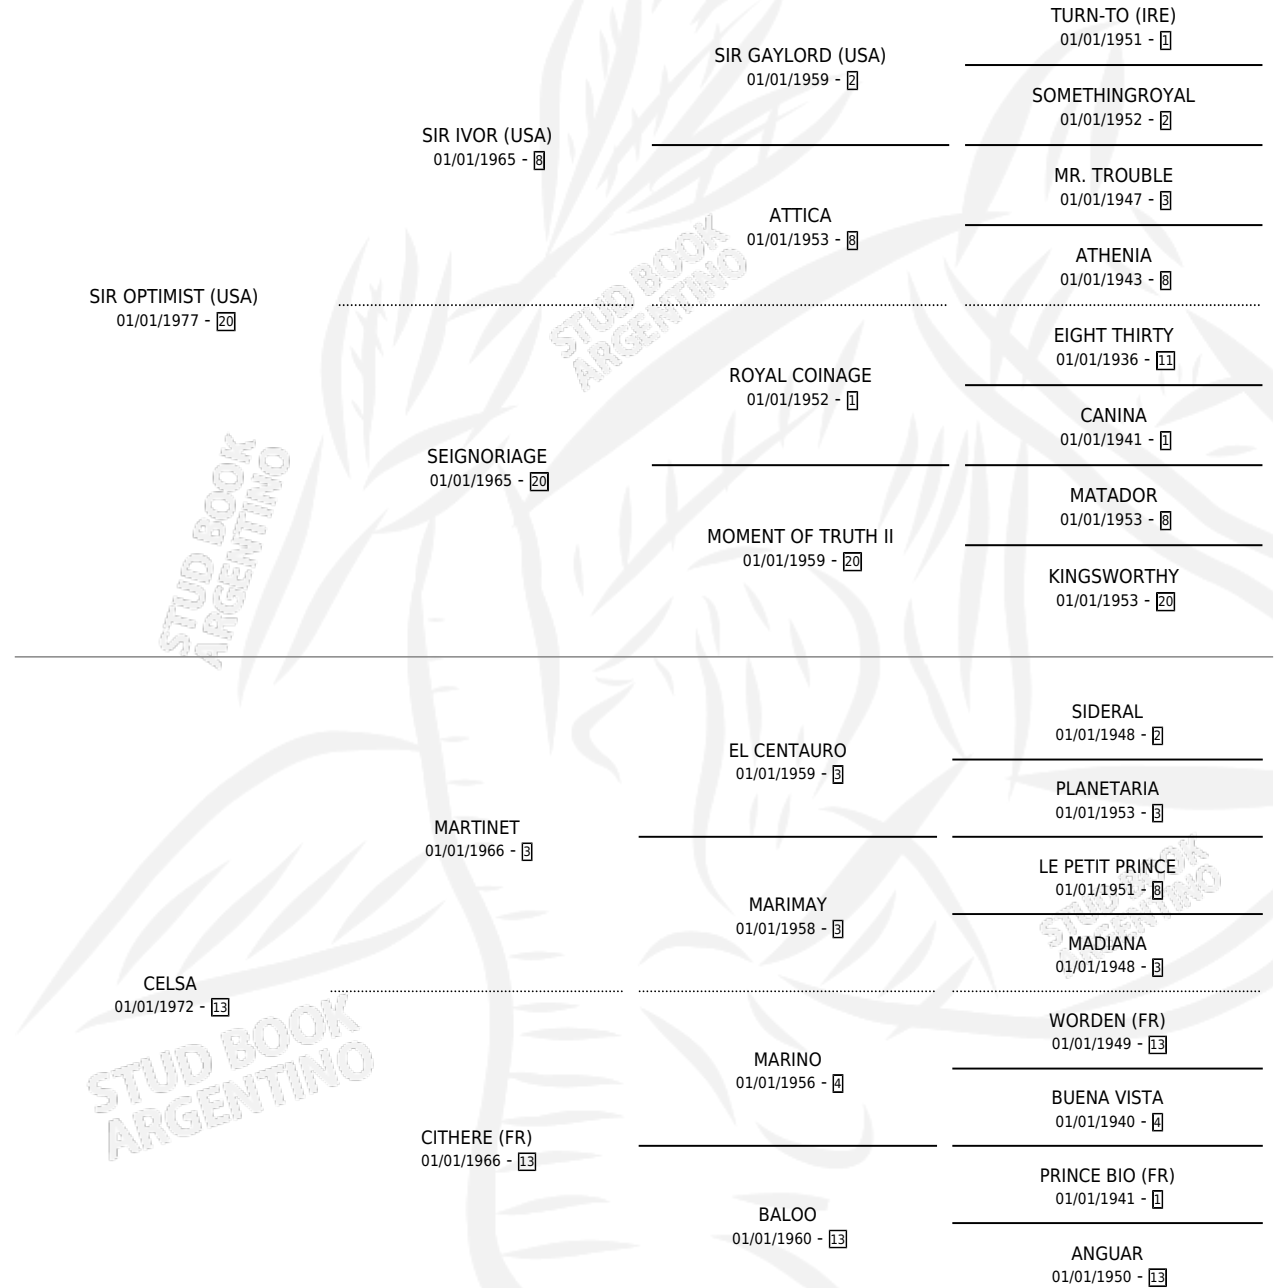 TURN-TO (IRE)
01/01/1951 - 1
SIR GAYLORD (USA)
01/01/1959 - 2
SOMETHINGROYAL
01/01/1952 - 2
SIR IVOR (USA)
01/01/1965 - 8
MR. TROUBLE
01/01/1947 - 3
ATTICA
01/01/1953 - 8
ATHENIA
01/01/1943 - 8
SIR OPTIMIST (USA)
01/01/1977 - 20
EIGHT THIRTY
01/01/1936 - 11
ROYAL COINAGE
01/01/1952 - 1
CANINA
01/01/1941 - 1
SEIGNORIAGE
01/01/1965 - 20
MATADOR
01/01/1953 - 8
MOMENT OF TRUTH II
01/01/1959 - 20
KINGSWORTHY
01/01/1953 - 20
STUD BOOK
ARGENTINO
STUD BOOK
ARGENTINO
SIDERAL
01/01/1948 - 2
EL CENTAURO
01/01/1959 - 3
PLANETARIA
01/01/1953 - 3
MARTINET
01/01/1966 - 3
LE PETIT PRINCE
01/01/1951 - 8
MARIMAY
01/01/1958 - 3
MADIANA
01/01/1948 - 3
STUD BOOK
ARGENTINO
CELSA
01/01/1972 - 13
WORDEN (FR)
01/01/1949 - 13
MARINO
01/01/1956 - 4
BUENA VISTA
01/01/1940 - 4
CITHERE (FR)
01/01/1966 - 13
PRINCE BIO (FR)
01/01/1941 - 1
BALOO
01/01/1960 - 13
ANGUAR
01/01/1950 - 13
STUD BOOK
ARGENTINO